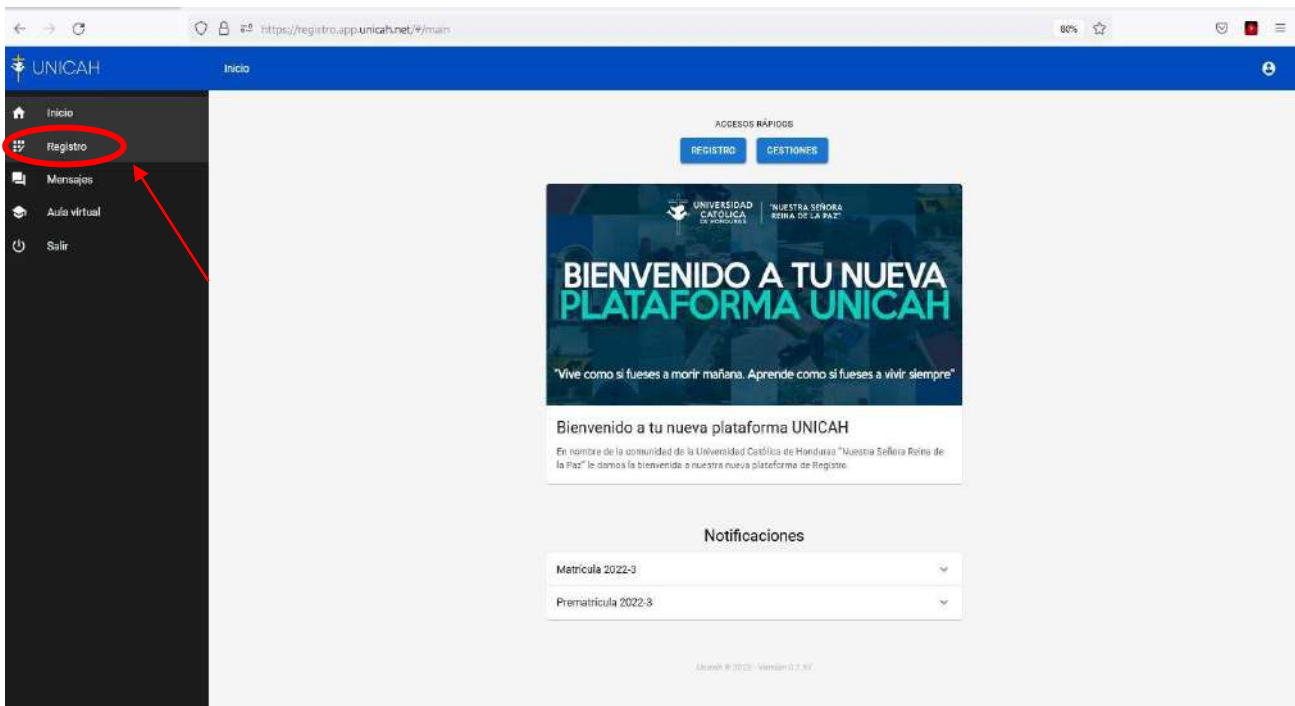 https://registro.app.unicah.net/#/main
80%
UNICAH
Inicio
Inicio
Registro
Mensajes
Aula virtual
Salir
ACCESOS RÁPIDOS
REGISTRO GESTIONES
UNIVERSIDAD
CATÓLICA
DE HONDURAS
"NUESTRA SEÑORA
REINA DE LA PAZ"
BIENVENIDO A TU NUEVA
PLATAFORMA UNICAH
"Vive como si fueses a morir mañana. Aprende como si fueses a vivir siempre"
Bienvenido a tu nueva plataforma UNICAH
En nombre de la comunidad de la Universidad Católica de Honduras "Nuestra Señora Reina de
la Paz" le damos la bienvenida a nuestra nueva plataforma de Registro.
Notificaciones
Matrícula 2022-3
Prematrícula 2022-3
Unicah © 2022 - Versión